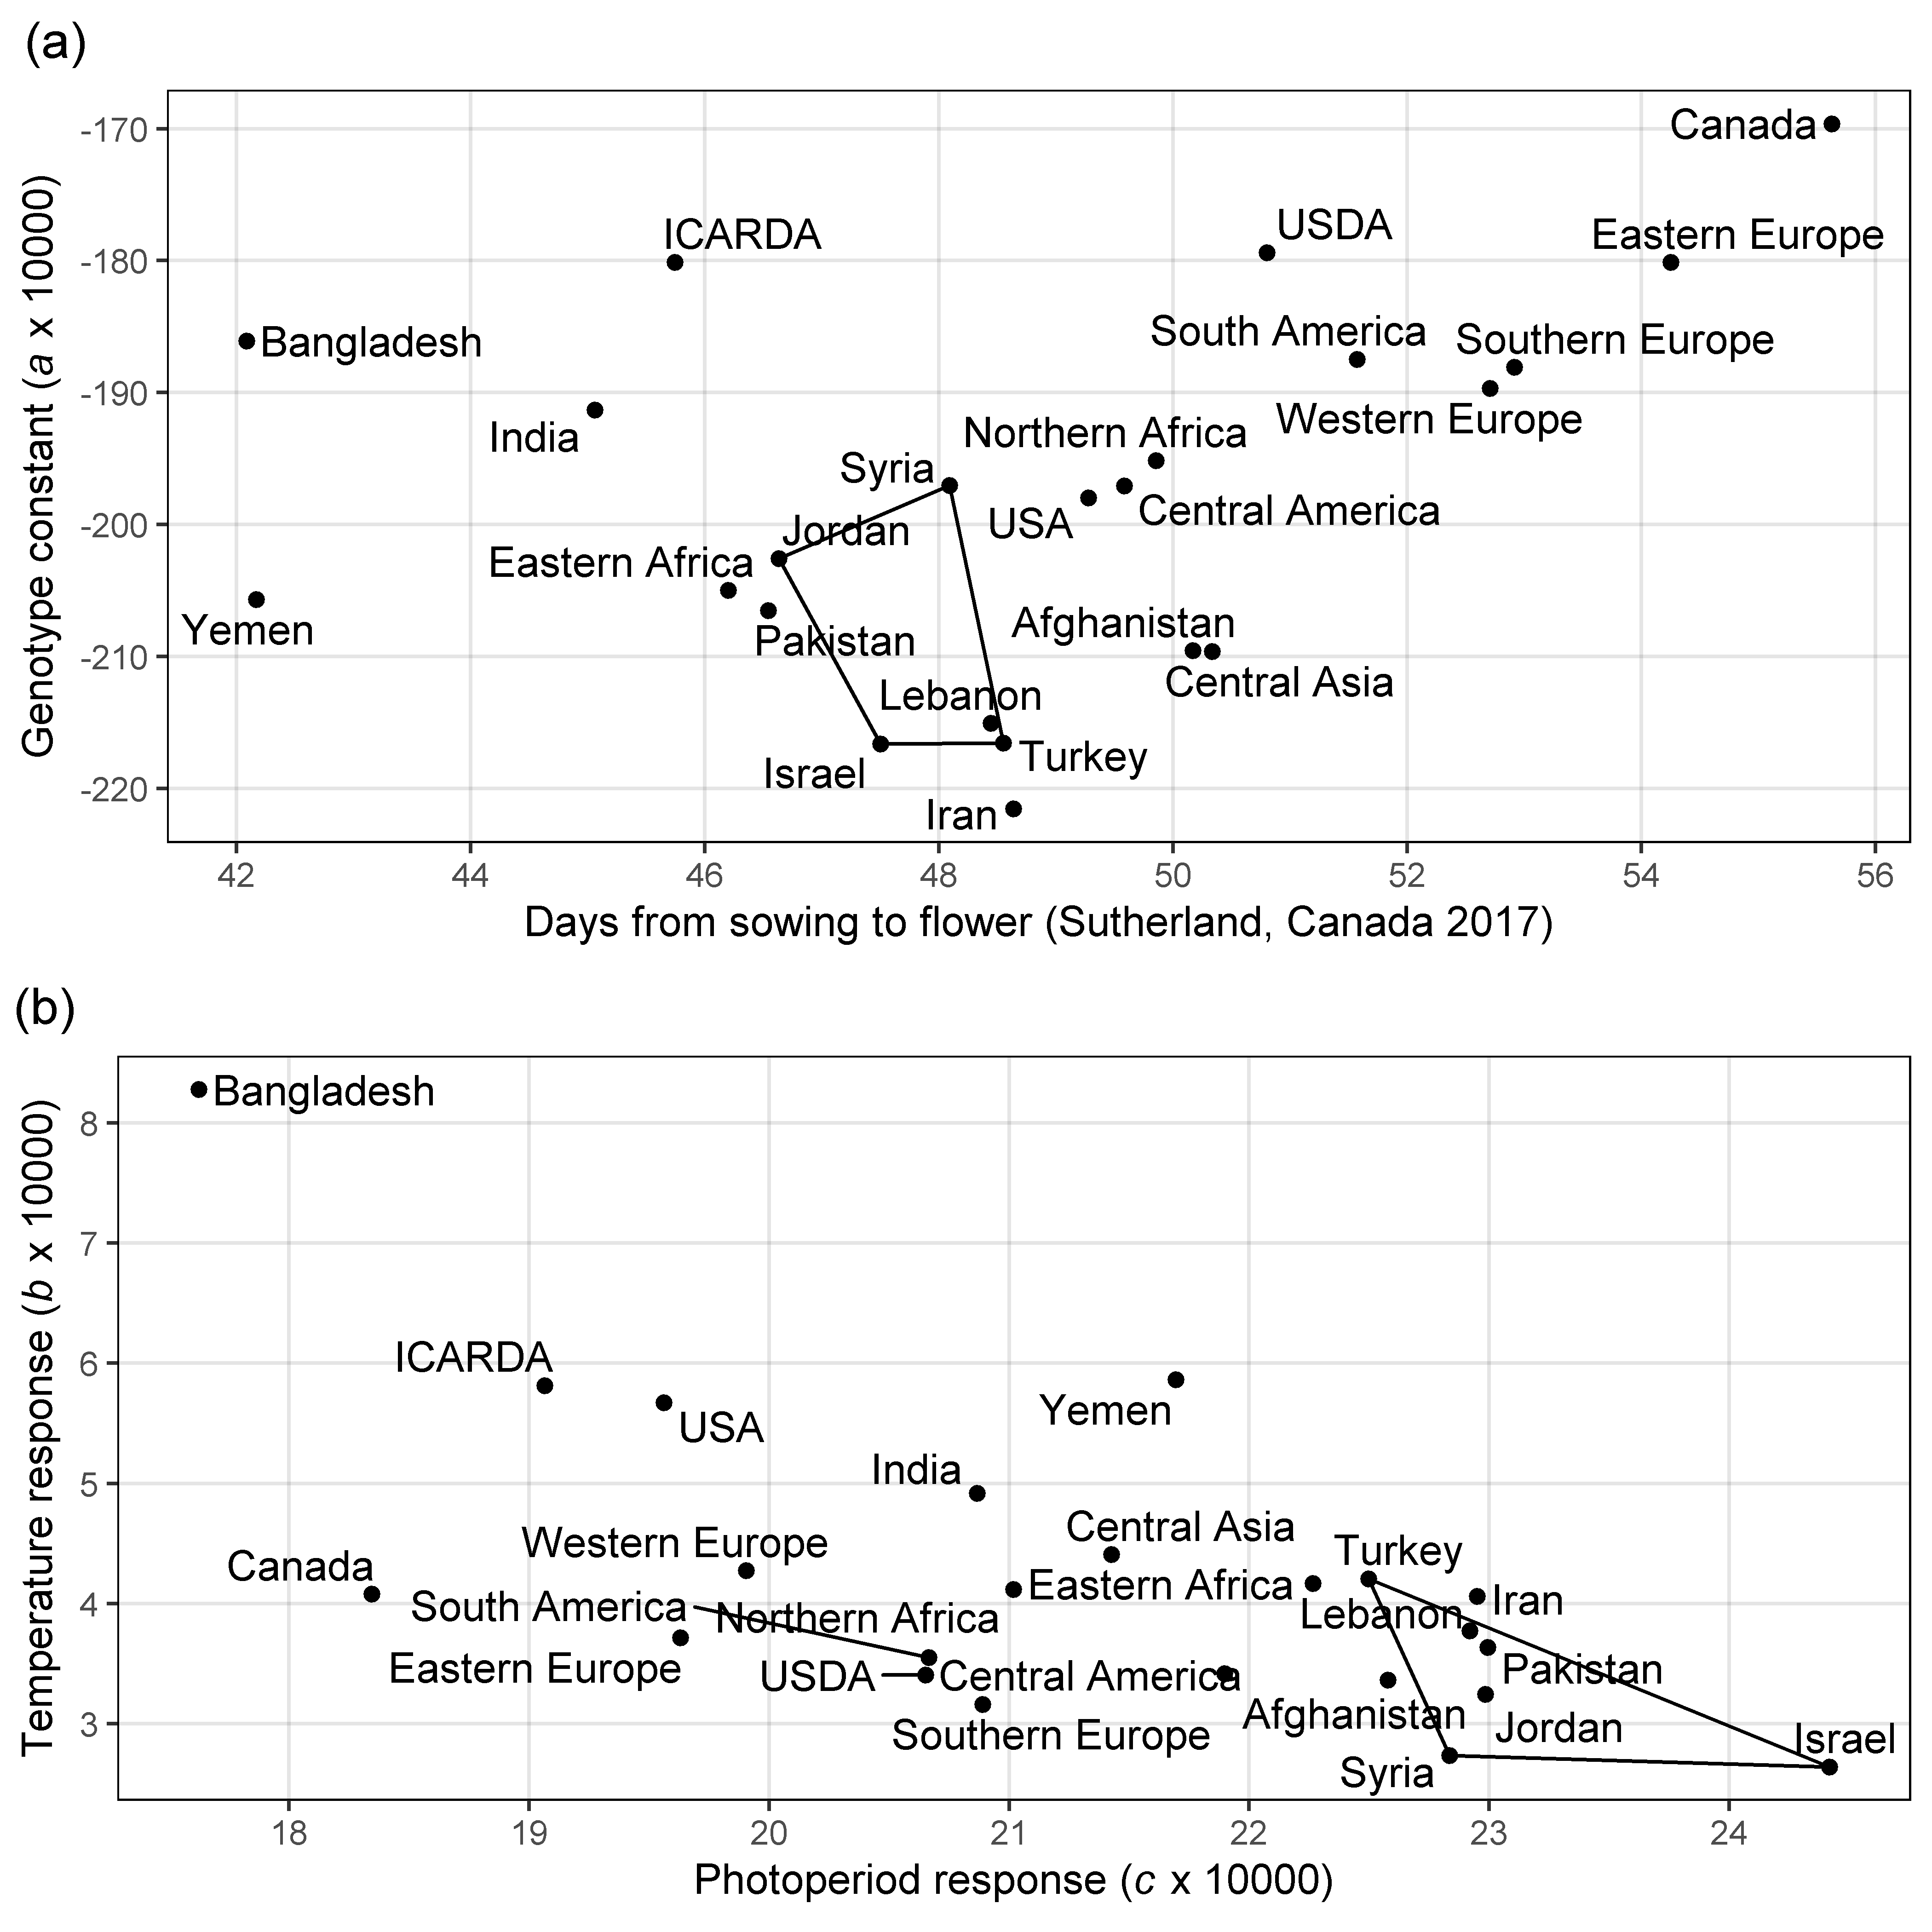 (a)
Genotype constant (a x 10000)
-170
-180
-190
-200
-210
-220
Canada
USDA
ICARDA
Eastern Europe
South America
Southern Europe
Bangladesh
Western Europe
India
Northern Africa
Syria
USA
Central America
Jordan
Eastern Africa
Yemen
Pakistan
Afghanistan
Central Asia
Lebanon
Turkey
Israel
Iran
42
44
46
48
50
52
54
56
Days from sowing to flower (Sutherland, Canada 2017)
(b)
Temperature response (b x 10000)
8
7
6
5
4
3
Bangladesh
ICARDA
USA
Yemen
India
Central Asia
Western Europe
Turkey
Canada
Eastern Africa
Iran
South America
Northern Africa
Lebanon
Eastern Europe
USDA
Central America
Pakistan
Afghanistan
Southern Europe
Jordan
Israel
Syria
18
19
20
21
22
23
24
Photoperiod response (c x 10000)